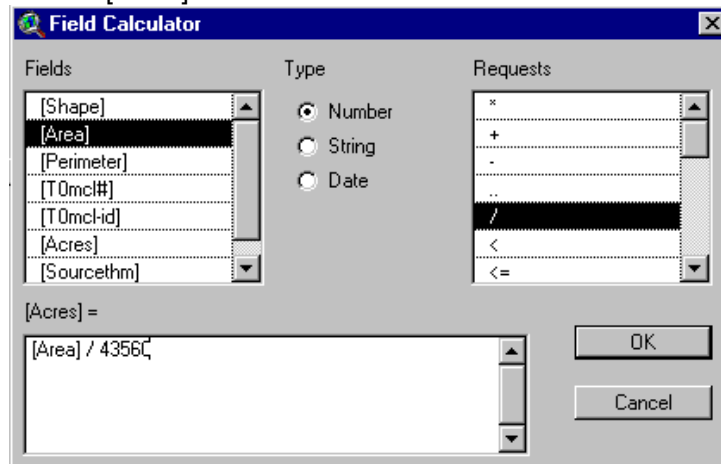 Field Calculator
Fields
Type
Requests
[Shape]
[Area]
[Perimeter]
[T0mcl#]
[T0mcl-id]
[Acres]
[Sourcethm]
Number
String
Date
*
+
-
..
/
<
<=
[Acres] =
[Area] / 43560
OK
Cancel